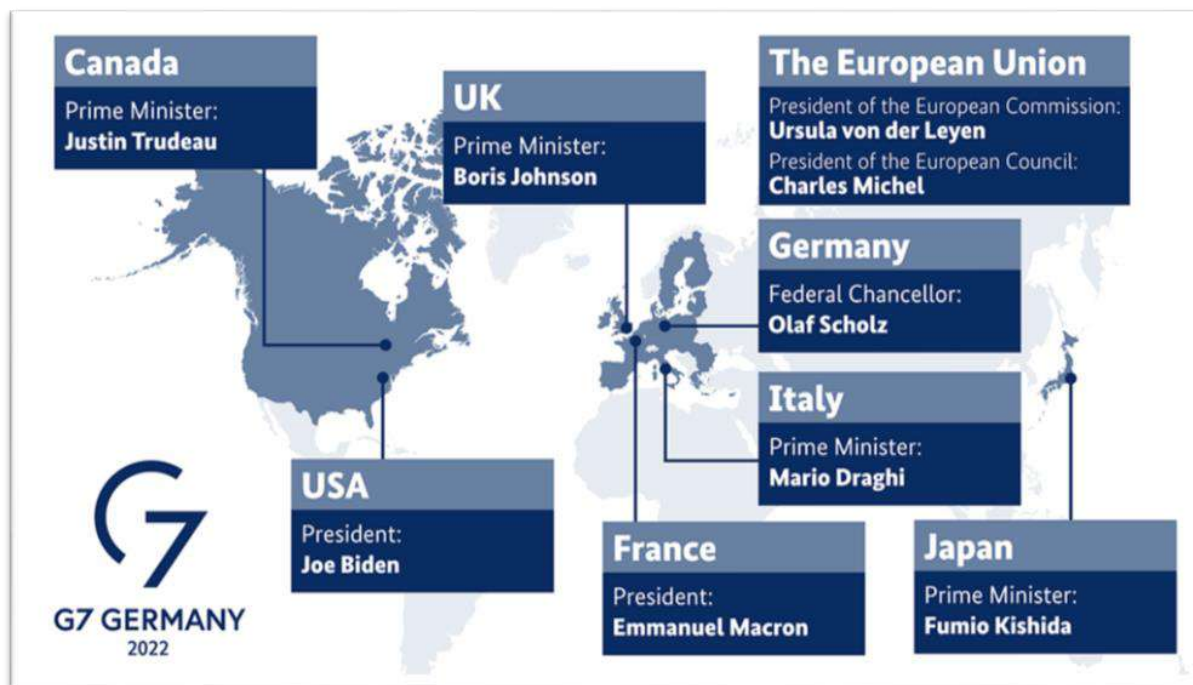 Canada
Prime Minister:
Justin Trudeau
UK
Prime Minister:
Boris Johnson
The European Union
President of the European Commission:
Ursula von der Leyen
President of the European Council:
Charles Michel
Germany
Federal Chancellor:
Olaf Scholz
Italy
Prime Minister:
Mario Draghi
USA
President:
Joe Biden
France
President:
Emmanuel Macron
Japan
Prime Minister:
Fumio Kishida
G7
G7 GERMANY
2022